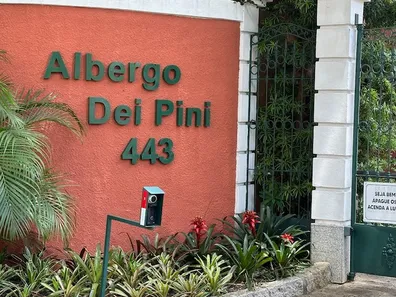 Albergo
Dei Pini
443
SEJA BEM
APAGUE OS
ACENDA A LU